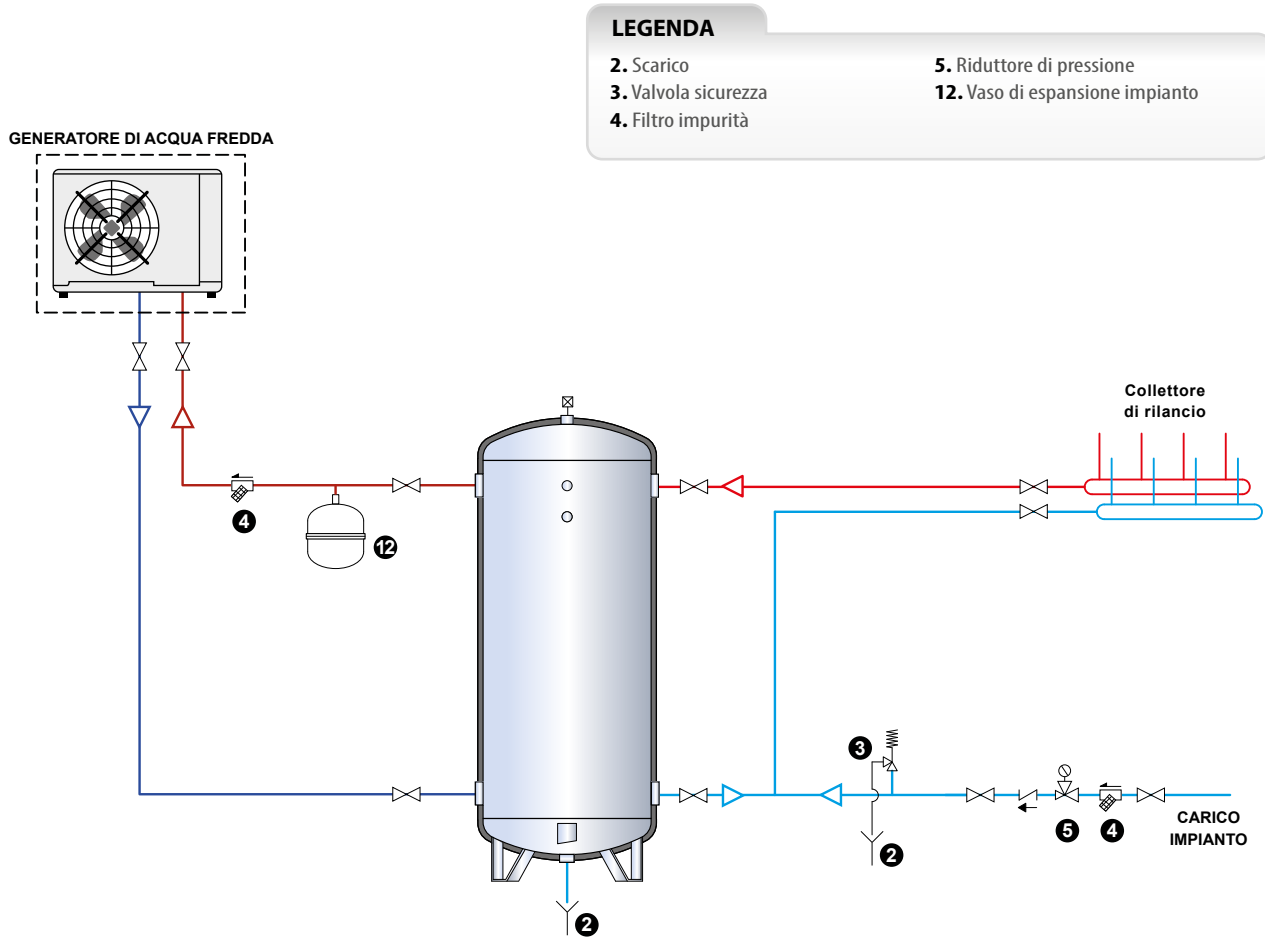 LEGENDA
2. Scarico
3. Valvola sicurezza
4. Filtro impurità
5. Riduttore di pressione
12. Vaso di espansione impianto
GENERATORE DI ACQUA FREDDA
Collettore
di rilancio
4
12
3
2
5
4
CARICO
IMPIANTO
2